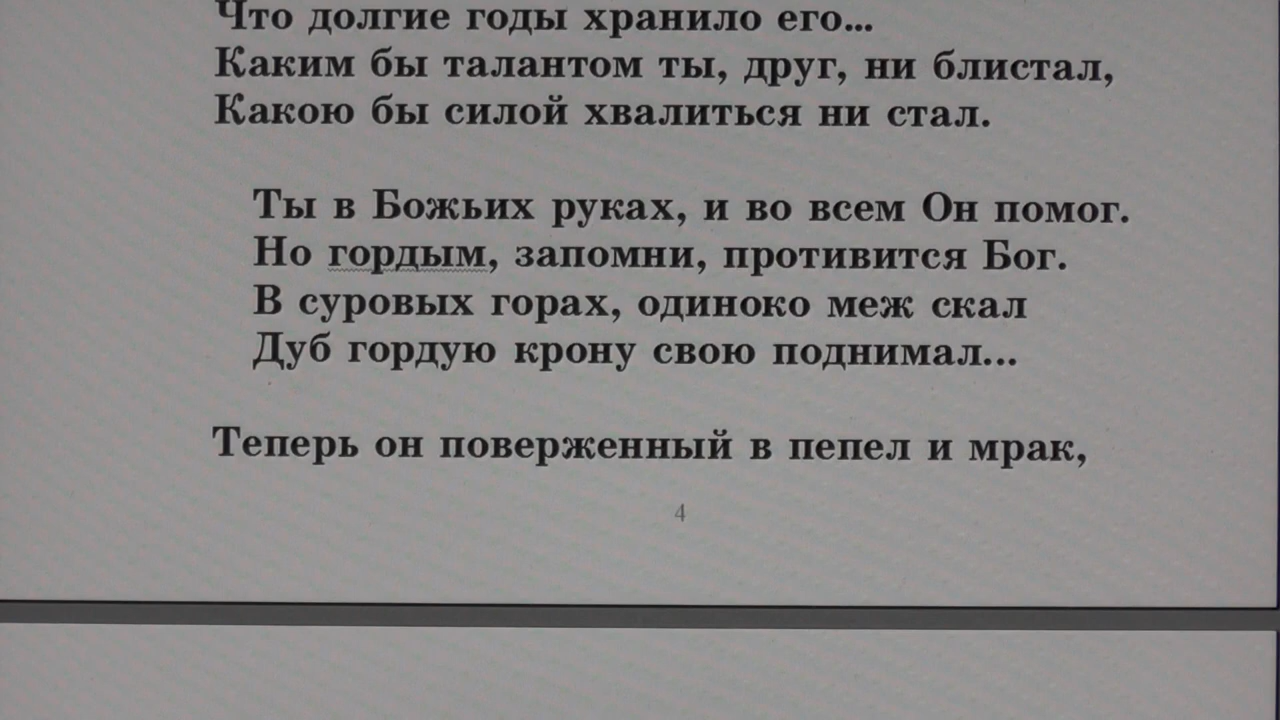 Что долгие годы хранило его...
Каким бы талантом ты, друг, ни блистал,
Какою бы силой хвалиться ни стал.
Ты в Божьих руках, и во всем Он помог.
Но гордым, запомни, противится Бог.
В суровых горах, одиноко меж скал
Дуб гордую крону свою поднимал...
Теперь он поверженный в пепел и мрак,
4